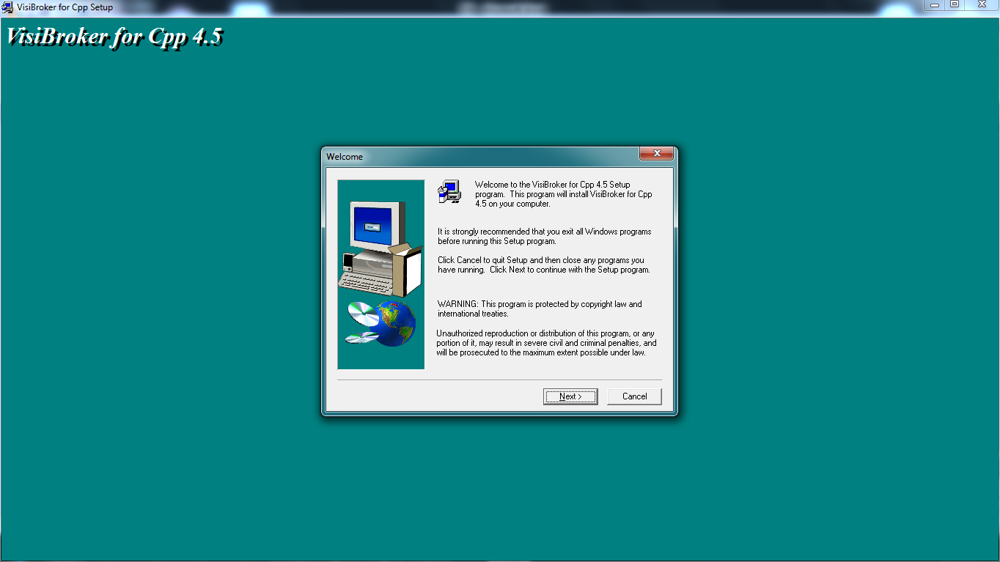 VisiBroker for Cpp Setup
VisiBroker for Cpp 4.5
Welcome
Welcome to the VisiBroker for Cpp 4.5 Setup
program.  This program will install VisiBroker for Cpp
4.5 on your computer.
It is strongly recommended that you exit all Windows programs
before running this Setup program.
Click Cancel to quit Setup and then close any programs you
have running.  Click Next to continue with the Setup program.
WARNING: This program is protected by copyright law and
international treaties.
Unauthorized reproduction or distribution of this program, or any
portion of it, may result in severe civil and criminal penalties, and
will be prosecuted to the maximum extent possible under law.
Next >
Cancel